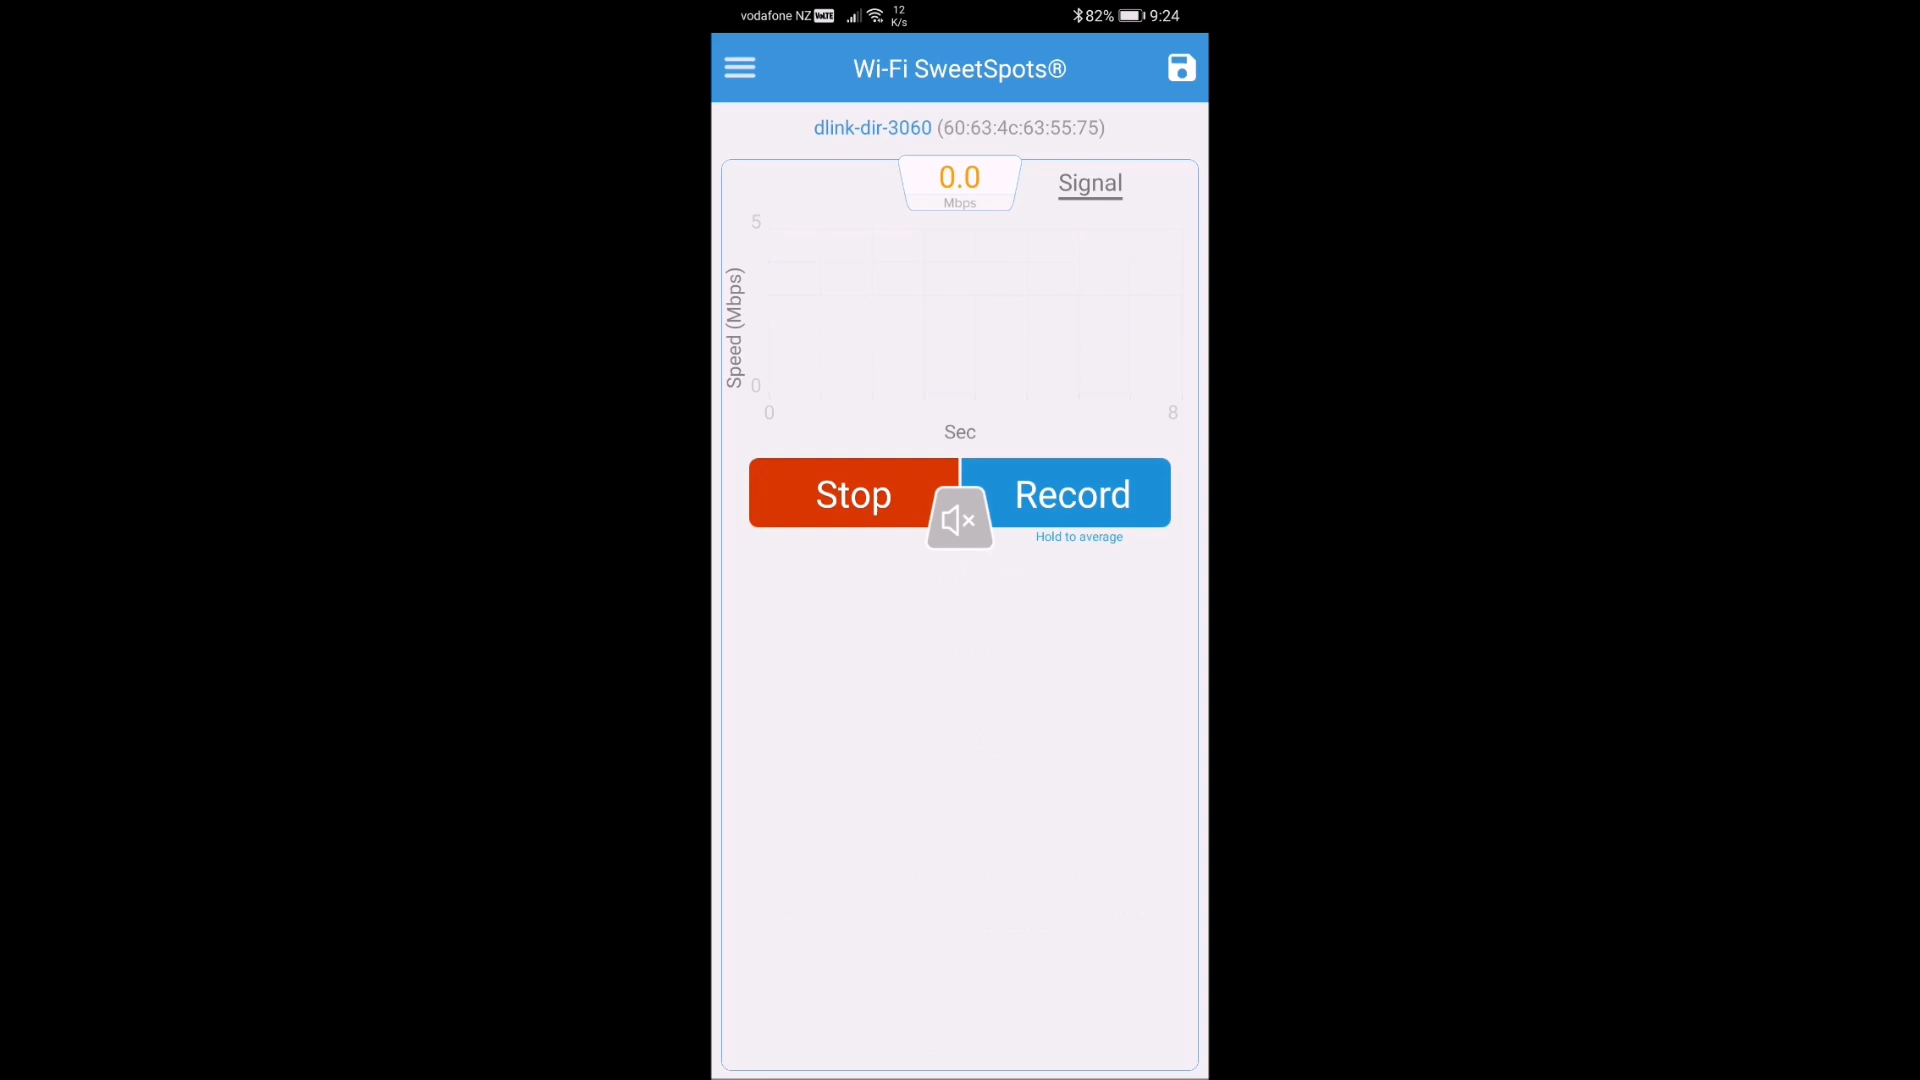 vodafone NZ VoLTE 12 K/s 82% 9:24
Wi-Fi SweetSpots®
dlink-dir-3060 (60:63:4c:63:55:75)
0.0
Mbps
Signal
5
Speed (Mbps)
0
0 8
Sec
Stop Record
Hold to average